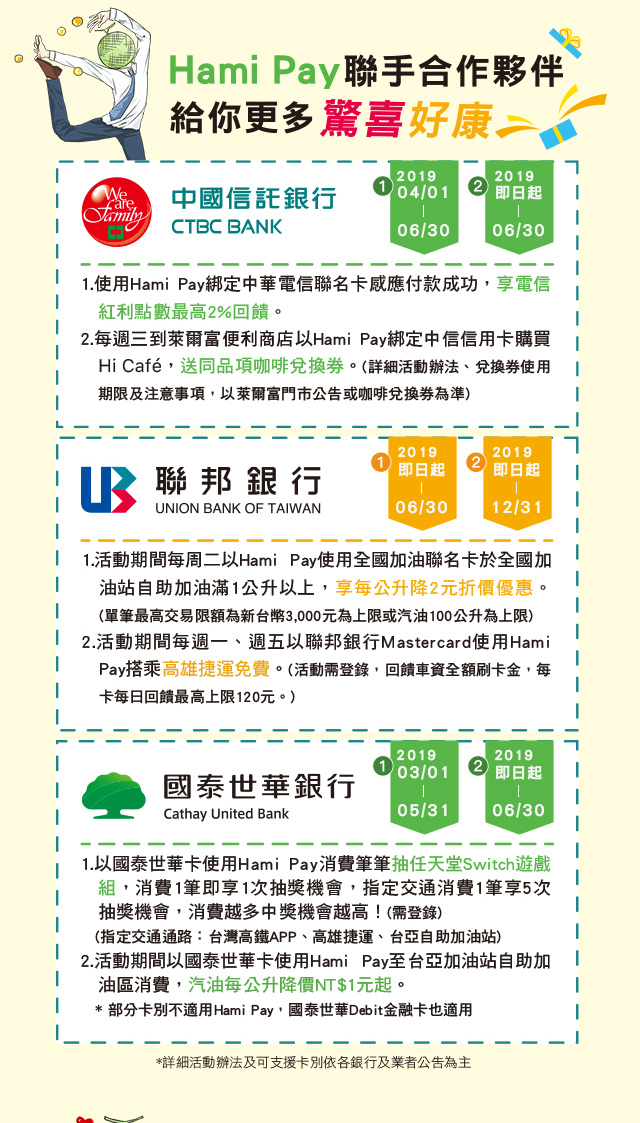 Hami Pay聯手合作夥伴
給你更多驚喜好康
We are Family
中國信託銀行
CTBC BANK
1 2019 04/01 | 06/30
2 2019 即日起 | 06/30
1.使用Hami Pay綁定中華電信聯名卡感應付款成功，享電信
紅利點數最高2%回饋。
2.每週三到萊爾富便利商店以Hami Pay綁定中信信用卡購買
Hi Café，送同品項咖啡兌換券。(詳細活動辦法、兌換券使用
期限及注意事項，以萊爾富門市公告或咖啡兌換券為準)
聯邦銀行
UNION BANK OF TAIWAN
1 2019 即日起 | 06/30
2 2019 即日起 | 12/31
1.活動期間每周二以Hami Pay使用全國加油聯名卡於全國加
油站自助加油滿1公升以上，享每公升降2元折價優惠。
(單筆最高交易限額為新台幣3,000元為上限或汽油100公升為上限)
2.活動期間每週一、週五以聯邦銀行Mastercard使用Hami
Pay搭乘高雄捷運免費。(活動需登錄，回饋車資全額刷卡金，每
卡每日回饋最高上限120元。)
國泰世華銀行
Cathay United Bank
1 2019 03/01 | 05/31
2 2019 即日起 | 06/30
1.以國泰世華卡使用Hami Pay消費筆筆抽任天堂Switch遊戲
組，消費1筆即享1次抽獎機會，指定交通消費1筆享5次
抽獎機會，消費越多中獎機會越高！(需登錄)
(指定交通通路：台灣高鐵APP、高雄捷運、台亞自助加油站)
2.活動期間以國泰世華卡使用Hami Pay至台亞加油站自助加
油區消費，汽油每公升降價NT$1元起。
* 部分卡別不適用Hami Pay，國泰世華Debit金融卡也適用
*詳細活動辦法及可支援卡別依各銀行及業者公告為主